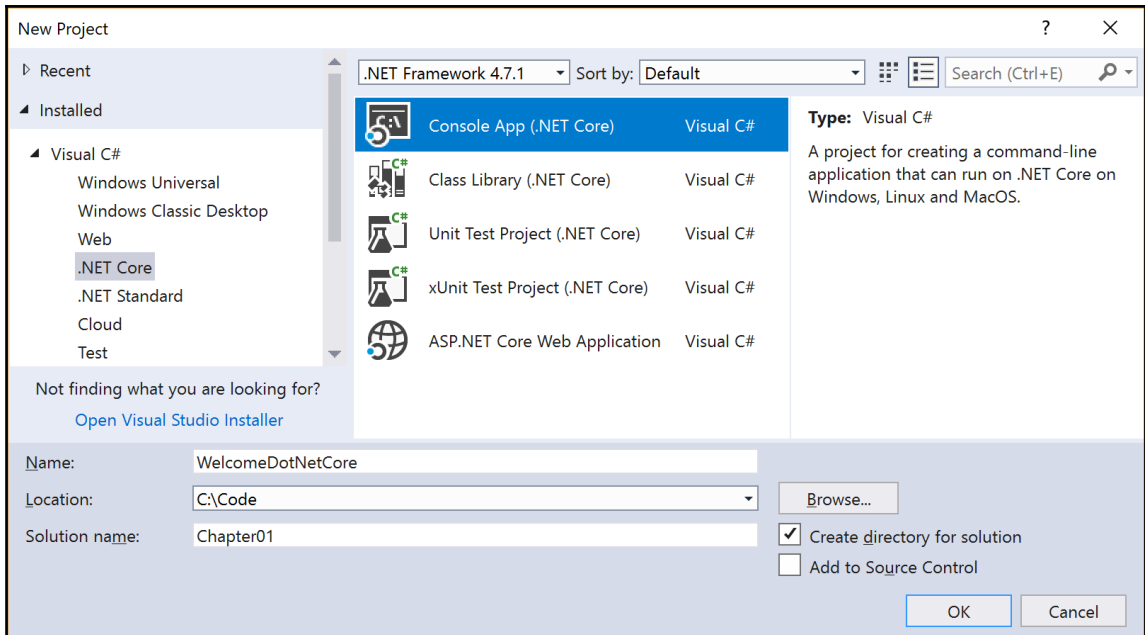 New Project
?
Recent
Installed
Visual C#
Windows Universal
Windows Classic Desktop
Web
.NET Core
.NET Standard
Cloud
Test
Not finding what you are looking for?
Open Visual Studio Installer
.NET Framework 4.7.1 Sort by: Default Search (Ctrl+E)
C:\ Console App (.NET Core) Visual C#
C# Class Library (.NET Core) Visual C#
C# Unit Test Project (.NET Core) Visual C#
C# xUnit Test Project (.NET Core) Visual C#
ASP.NET Core Web Application Visual C#
Type: Visual C#
A project for creating a command-line
application that can run on .NET Core on
Windows, Linux and MacOS.
Name: WelcomeDotNetCore
Location: C:\Code Browse...
Solution name: Chapter01
Create directory for solution
Add to Source Control
OK Cancel